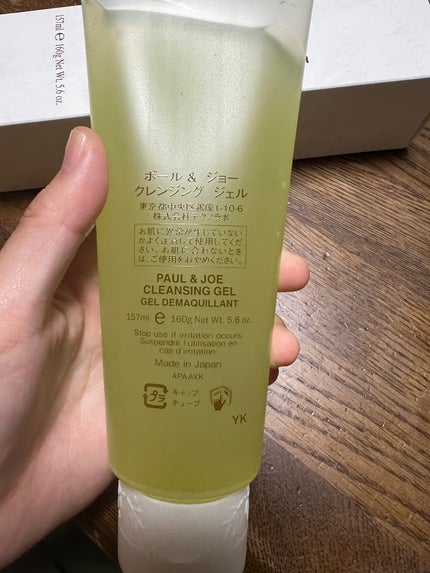 157ml e 160g Net Wt. 5.6 oz.
ポール & ジョー
クレンジング ジェル
東京都中央区銀座1-10-6
株式会社テクノラボ
お肌に異常が生じていない
かよく注意して使用してくだ
さい。お肌に合わないとき
は、ご使用をおやめください。
PAUL & JOE
CLEANSING GEL
GEL DEMAQUILLANT
157ml e 160g Net Wt. 5.6 oz.
Stop use if irritation occurs
Suspendre l'utilisation en
cas d'irritation
Made in Japan
APAAYK
プラ
キャップ
チューブ
YK